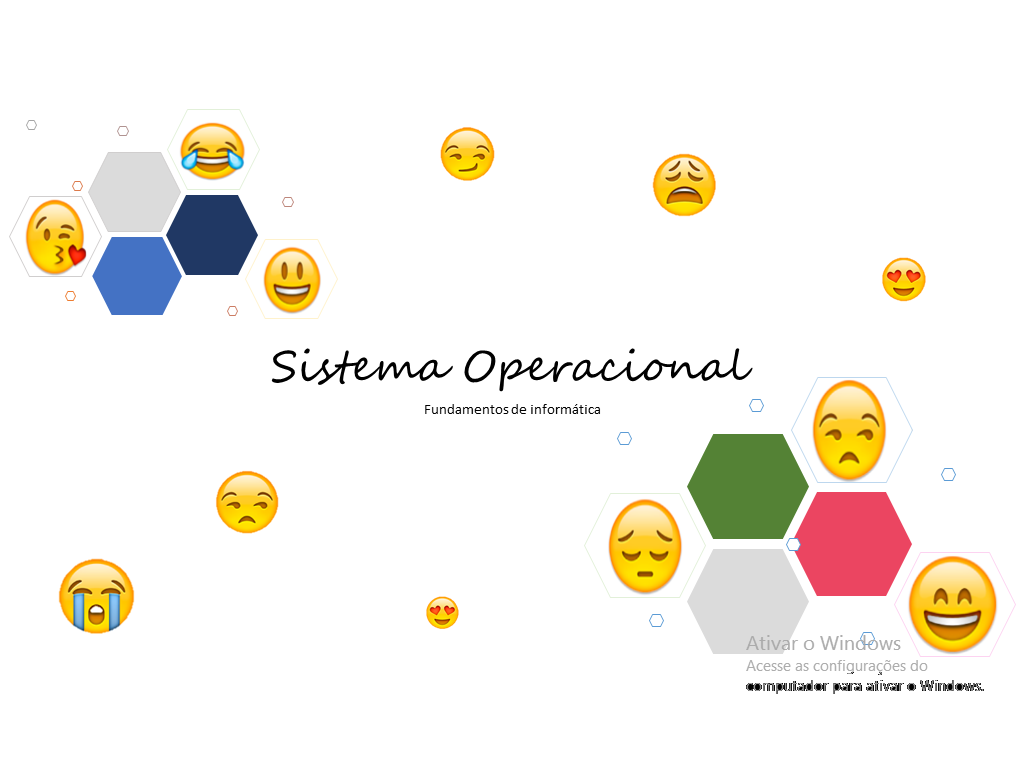 Sistema Operacional
Fundamentos de informática
Ativar o Windows
Acesse as configurações do
computador para ativar o Windows.